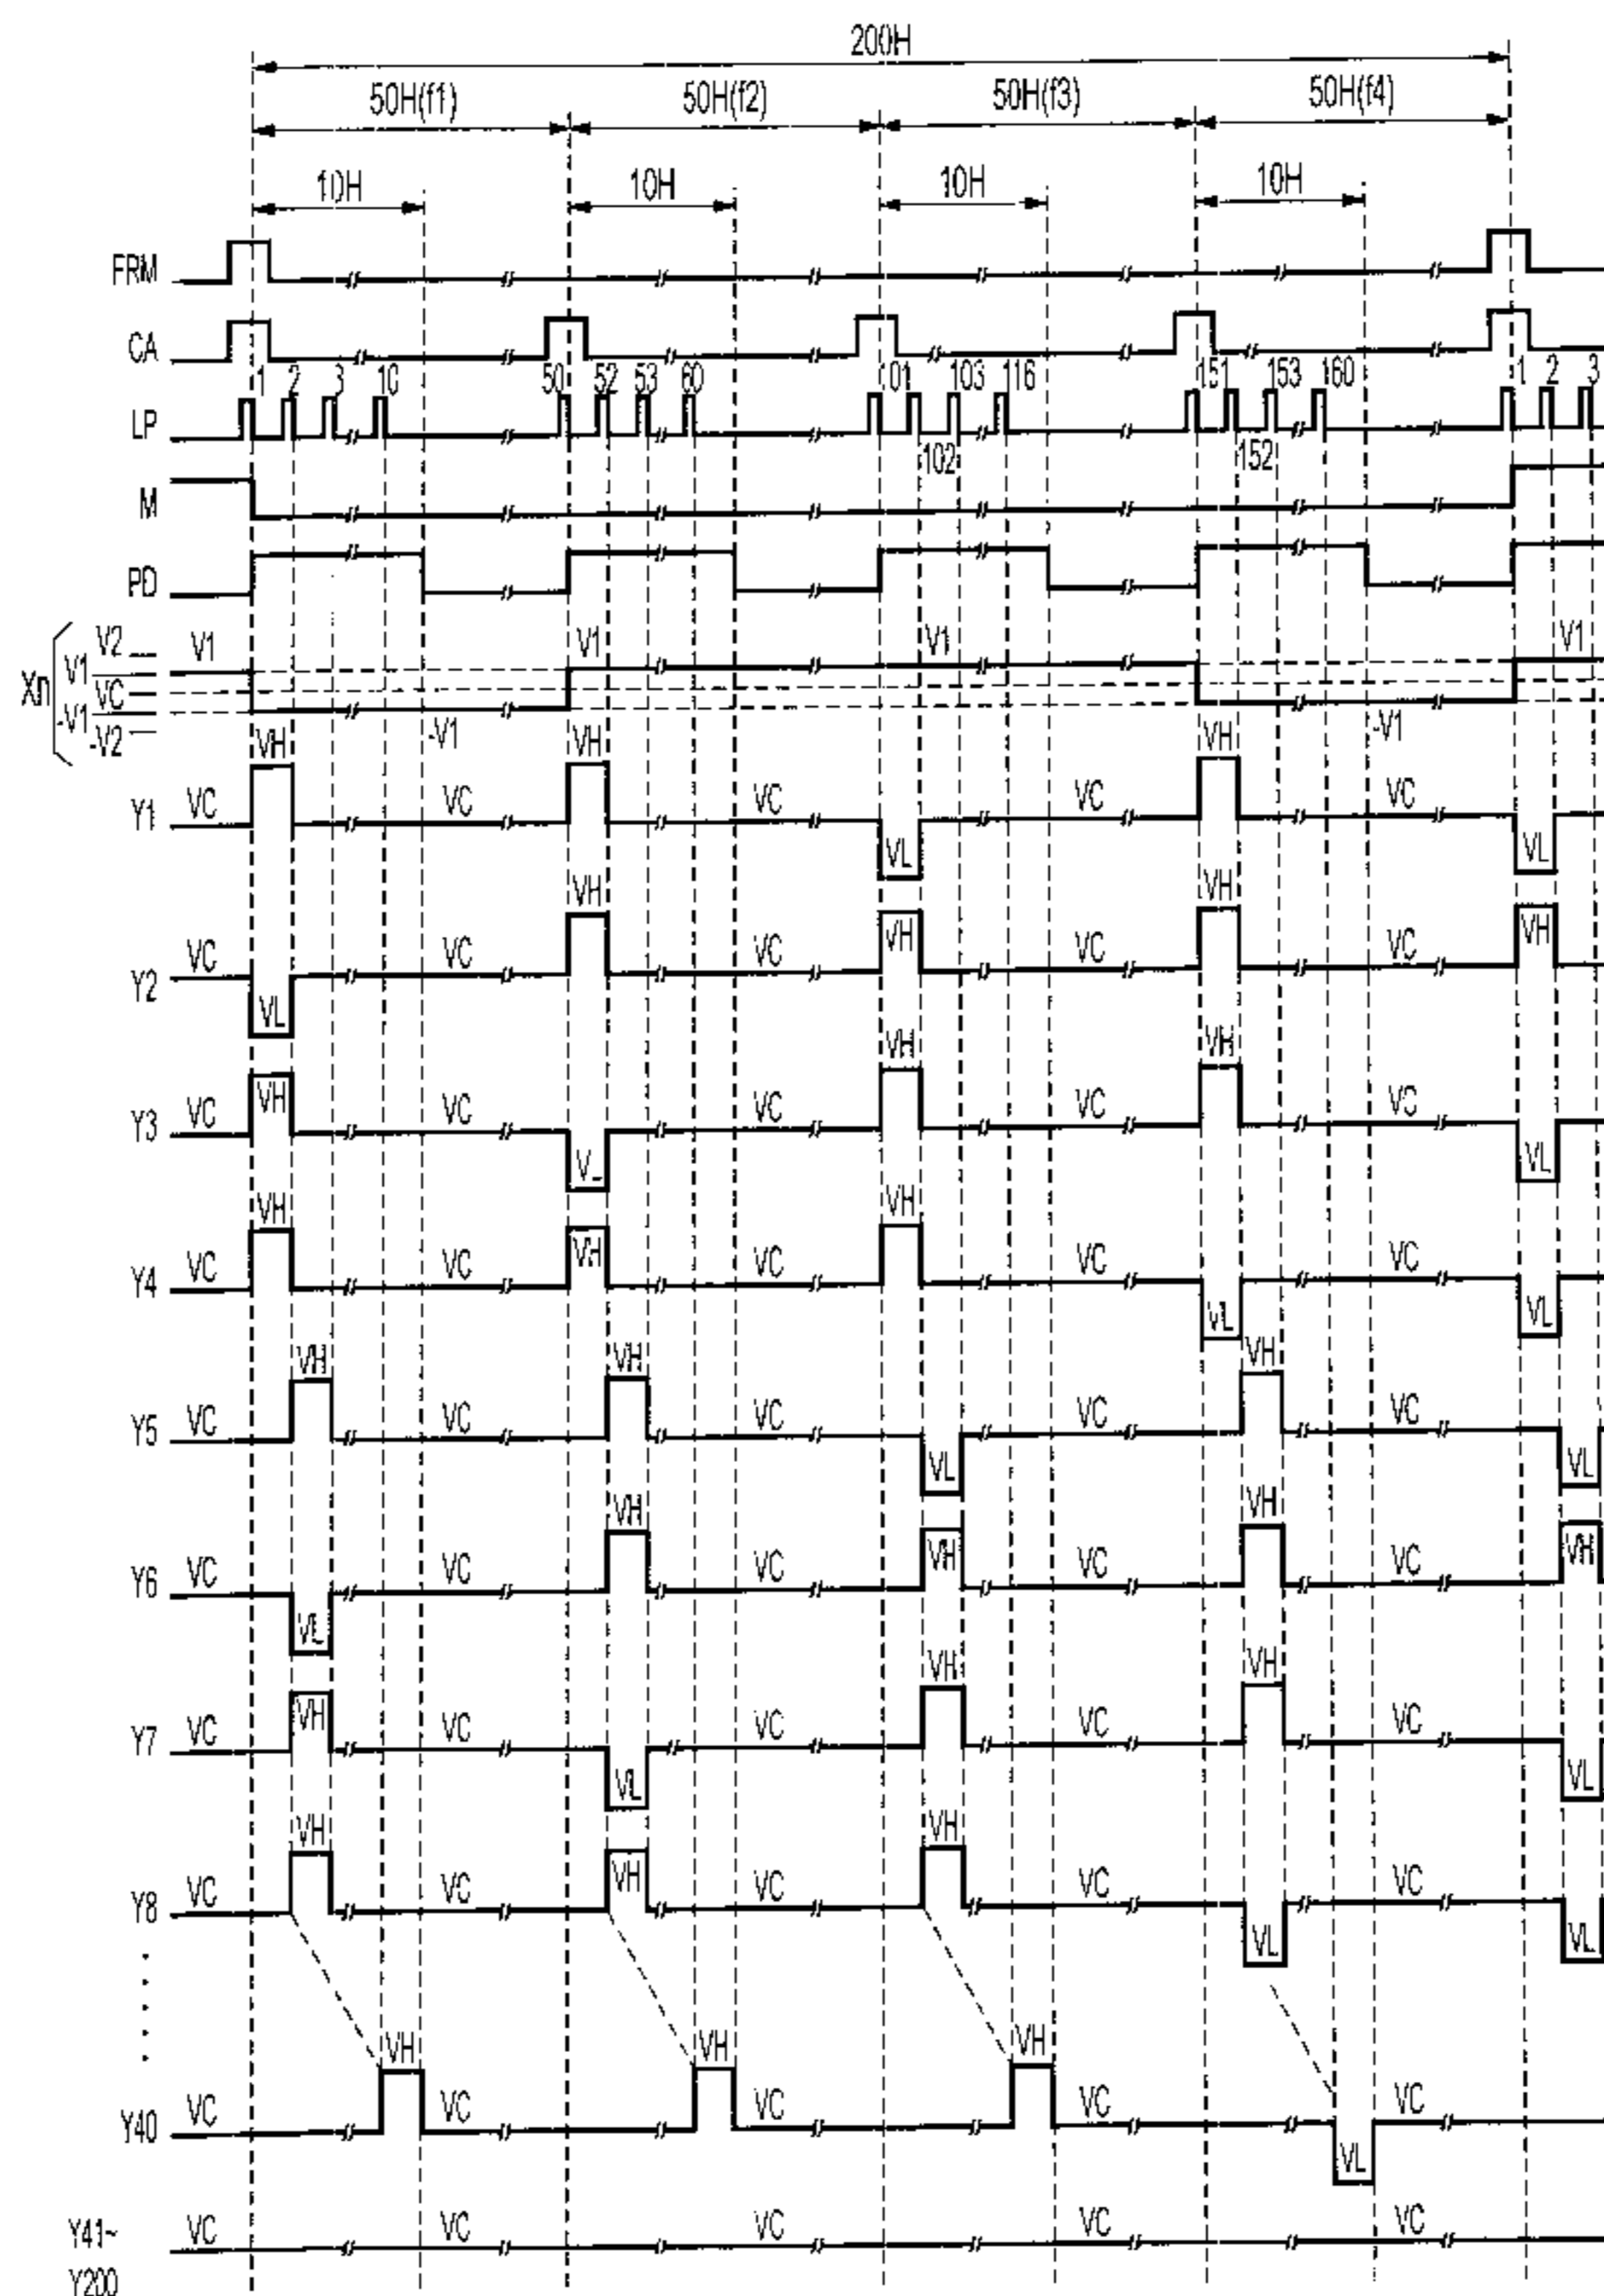 200H
50H(f1) 50H(f2) 50H(f3) 50H(f4)
10H 10H 10H 10H
FRM
CA
LP 1 2 3 10 50 52 53 60 101 103 116 151 153 160 1 2 3
102 152
M
PD
Xn V2 V1 VC -V1 -V2
V1 V1 V1 V1
-V1 -V1
VH VH VH
Y1 VC VC VC VC VC
VL VL
VH VH
Y2 VC VC VC VH VC VC VH
VL
VH VH
Y3 VC VH VC VC VC VL
VH VH
Y4 VC VC VH VC VC VL VL
VH VH VH
Y5 VC VC VC VC VC
VL VL
VH VH
Y6 VC VC VC VH VC VC VH
VL
VH VH
Y7 VC VH VC VC VC VC
VL VL
VH VH
Y8 VC VC VH VC VC VC
VL VL
VH VH VH
Y40 VC VC VC VC VC
VL
Y41~
Y200 VC VC VC VC VC